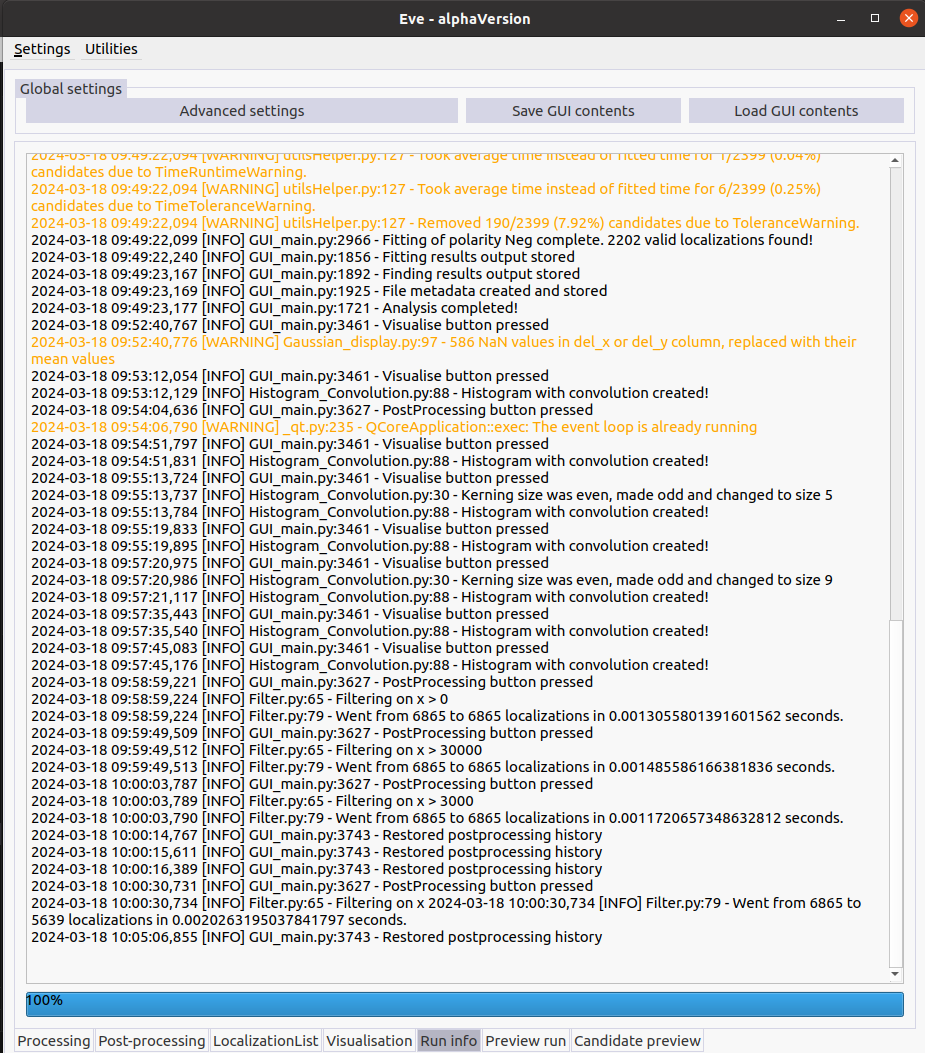 Eve - alphaVersion
Settings Utilities
Global settings
Advanced settings Save GUI contents Load GUI contents
2024-03-18 09:49:22,094 [WARNING] utilsHelper.py:127 - Took average time instead of fitted time for 1/2399 (0.04%)
candidates due to TimeRuntimeWarning.
2024-03-18 09:49:22,094 [WARNING] utilsHelper.py:127 - Took average time instead of fitted time for 6/2399 (0.25%)
candidates due to TimeToleranceWarning.
2024-03-18 09:49:22,094 [WARNING] utilsHelper.py:127 - Removed 190/2399 (7.92%) candidates due to ToleranceWarning.
2024-03-18 09:49:22,099 [INFO] GUI_main.py:2966 - Fitting of polarity Neg complete. 2202 valid localizations found!
2024-03-18 09:49:22,240 [INFO] GUI_main.py:1856 - Fitting results output stored
2024-03-18 09:49:23,167 [INFO] GUI_main.py:1892 - Finding results output stored
2024-03-18 09:49:23,169 [INFO] GUI_main.py:1925 - File metadata created and stored
2024-03-18 09:49:23,177 [INFO] GUI_main.py:1721 - Analysis completed!
2024-03-18 09:52:40,767 [INFO] GUI_main.py:3461 - Visualise button pressed
2024-03-18 09:52:40,776 [WARNING] Gaussian_display.py:97 - 586 NaN values in del_x or del_y column, replaced with their
mean values
2024-03-18 09:53:12,054 [INFO] GUI_main.py:3461 - Visualise button pressed
2024-03-18 09:53:12,129 [INFO] Histogram_Convolution.py:88 - Histogram with convolution created!
2024-03-18 09:54:04,636 [INFO] GUI_main.py:3627 - PostProcessing button pressed
2024-03-18 09:54:06,790 [WARNING] _qt.py:235 - QCoreApplication::exec: The event loop is already running
2024-03-18 09:54:51,797 [INFO] GUI_main.py:3461 - Visualise button pressed
2024-03-18 09:54:51,831 [INFO] Histogram_Convolution.py:88 - Histogram with convolution created!
2024-03-18 09:55:13,724 [INFO] GUI_main.py:3461 - Visualise button pressed
2024-03-18 09:55:13,737 [INFO] Histogram_Convolution.py:30 - Kerning size was even, made odd and changed to size 5
2024-03-18 09:55:13,784 [INFO] Histogram_Convolution.py:88 - Histogram with convolution created!
2024-03-18 09:55:19,833 [INFO] GUI_main.py:3461 - Visualise button pressed
2024-03-18 09:55:19,895 [INFO] Histogram_Convolution.py:88 - Histogram with convolution created!
2024-03-18 09:57:20,975 [INFO] GUI_main.py:3461 - Visualise button pressed
2024-03-18 09:57:20,986 [INFO] Histogram_Convolution.py:30 - Kerning size was even, made odd and changed to size 9
2024-03-18 09:57:21,117 [INFO] Histogram_Convolution.py:88 - Histogram with convolution created!
2024-03-18 09:57:35,443 [INFO] GUI_main.py:3461 - Visualise button pressed
2024-03-18 09:57:35,540 [INFO] Histogram_Convolution.py:88 - Histogram with convolution created!
2024-03-18 09:57:45,083 [INFO] GUI_main.py:3461 - Visualise button pressed
2024-03-18 09:57:45,176 [INFO] Histogram_Convolution.py:88 - Histogram with convolution created!
2024-03-18 09:58:59,221 [INFO] GUI_main.py:3627 - PostProcessing button pressed
2024-03-18 09:58:59,224 [INFO] Filter.py:65 - Filtering on x > 0
2024-03-18 09:58:59,224 [INFO] Filter.py:79 - Went from 6865 to 6865 localizations in 0.0013055801391601562 seconds.
2024-03-18 09:59:49,509 [INFO] GUI_main.py:3627 - PostProcessing button pressed
2024-03-18 09:59:49,512 [INFO] Filter.py:65 - Filtering on x > 30000
2024-03-18 09:59:49,513 [INFO] Filter.py:79 - Went from 6865 to 6865 localizations in 0.001485586166381836 seconds.
2024-03-18 10:00:03,787 [INFO] GUI_main.py:3627 - PostProcessing button pressed
2024-03-18 10:00:03,789 [INFO] Filter.py:65 - Filtering on x > 3000
2024-03-18 10:00:03,790 [INFO] Filter.py:79 - Went from 6865 to 6865 localizations in 0.0011720657348632812 seconds.
2024-03-18 10:00:14,767 [INFO] GUI_main.py:3743 - Restored postprocessing history
2024-03-18 10:00:15,611 [INFO] GUI_main.py:3743 - Restored postprocessing history
2024-03-18 10:00:16,389 [INFO] GUI_main.py:3743 - Restored postprocessing history
2024-03-18 10:00:30,731 [INFO] GUI_main.py:3627 - PostProcessing button pressed
2024-03-18 10:00:30,734 [INFO] Filter.py:65 - Filtering on x 2024-03-18 10:00:30,734 [INFO] Filter.py:79 - Went from 6865 to
5639 localizations in 0.0020263195037841797 seconds.
2024-03-18 10:05:06,855 [INFO] GUI_main.py:3743 - Restored postprocessing history
100%
Processing Post-processing LocalizationList Visualisation Run info Preview run Candidate preview